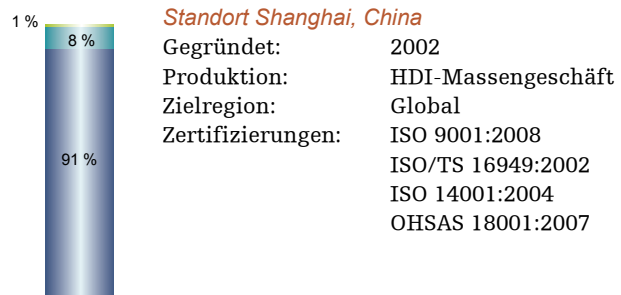 1 %
8 %
91 %
Standort Shanghai, China
Gegründet: 2002
Produktion: HDI-Massengeschäft
Zielregion: Global
Zertifizierungen: ISO 9001:2008
ISO/TS 16949:2002
ISO 14001:2004
OHSAS 18001:2007